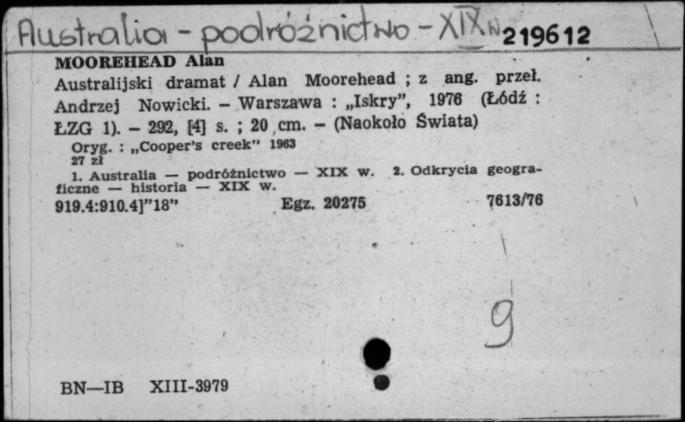 Australia - podróżnictwo - XIX w.
219612
MOOREHEAD Alan
Australijski dramat / Alan Moorehead ; z ang. przeł.
Andrzej Nowicki. — Warszawa : „Iskry”, 1976 (Łódź :
ŁZG 1). — 292, [4] s. ; 20 cm. — (Naokoło Świata)
Oryg. : „Cooper's creek” 1963
27 zł
1. Australia — podróżnictwo — XIX w. 2. Odkrycia geogra-
ficzne — historia — XIX w.
919.4:910.4]”18” Egz. 20275 7613/76
9
BN—IB XIII-3979